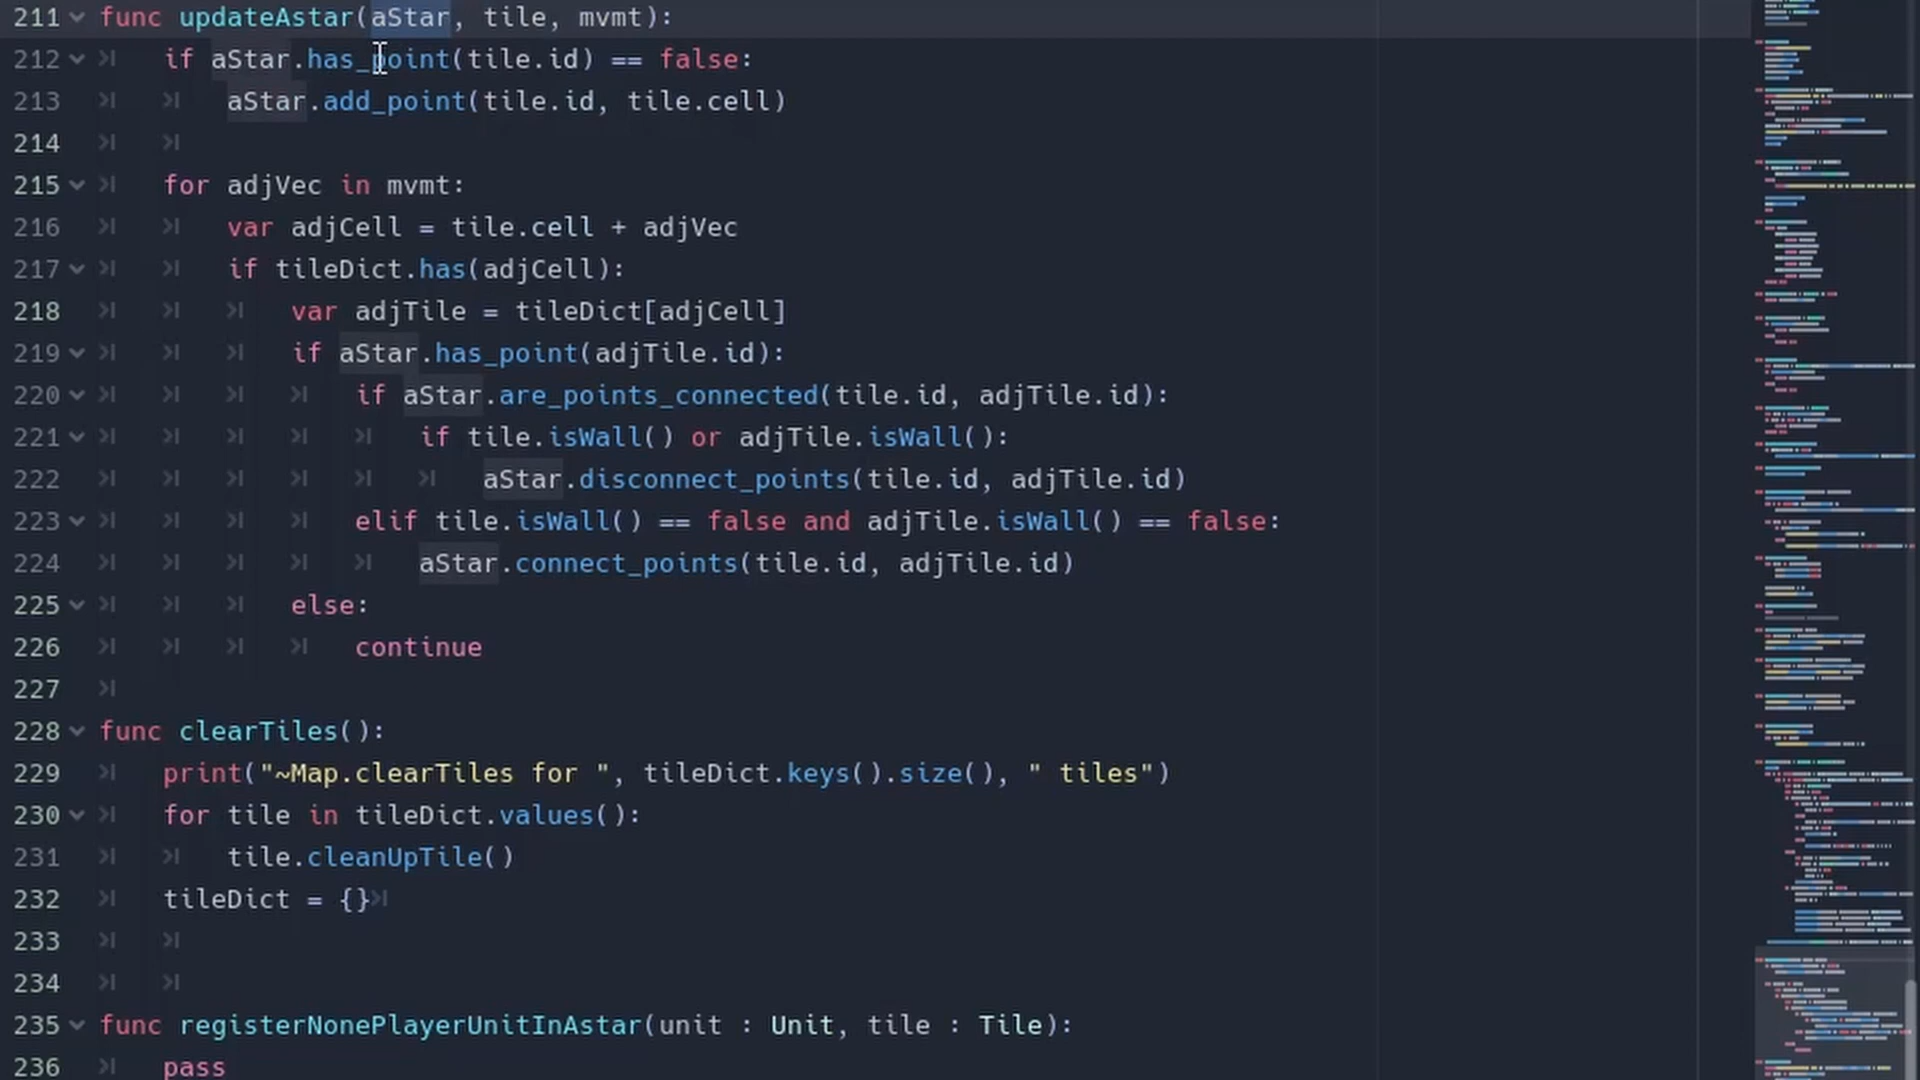 211 func updateAstar(aStar, tile, mvmt):
212 if aStar.has_point(tile.id) == false:
213 aStar.add_point(tile.id, tile.cell)
214
215 for adjVec in mvmt:
216 var adjCell = tile.cell + adjVec
217 if tileDict.has(adjCell):
218 var adjTile = tileDict[adjCell]
219 if aStar.has_point(adjTile.id):
220 if aStar.are_points_connected(tile.id, adjTile.id):
221 if tile.isWall() or adjTile.isWall():
222 aStar.disconnect_points(tile.id, adjTile.id)
223 elif tile.isWall() == false and adjTile.isWall() == false:
224 aStar.connect_points(tile.id, adjTile.id)
225 else:
226 continue
227
228 func clearTiles():
229 print("~Map.clearTiles for ", tileDict.keys().size(), " tiles")
230 for tile in tileDict.values():
231 tile.cleanUpTile()
232 tileDict = {}
233
234
235 func registerNonePlayerUnitInAstar(unit : Unit, tile : Tile):
236 pass